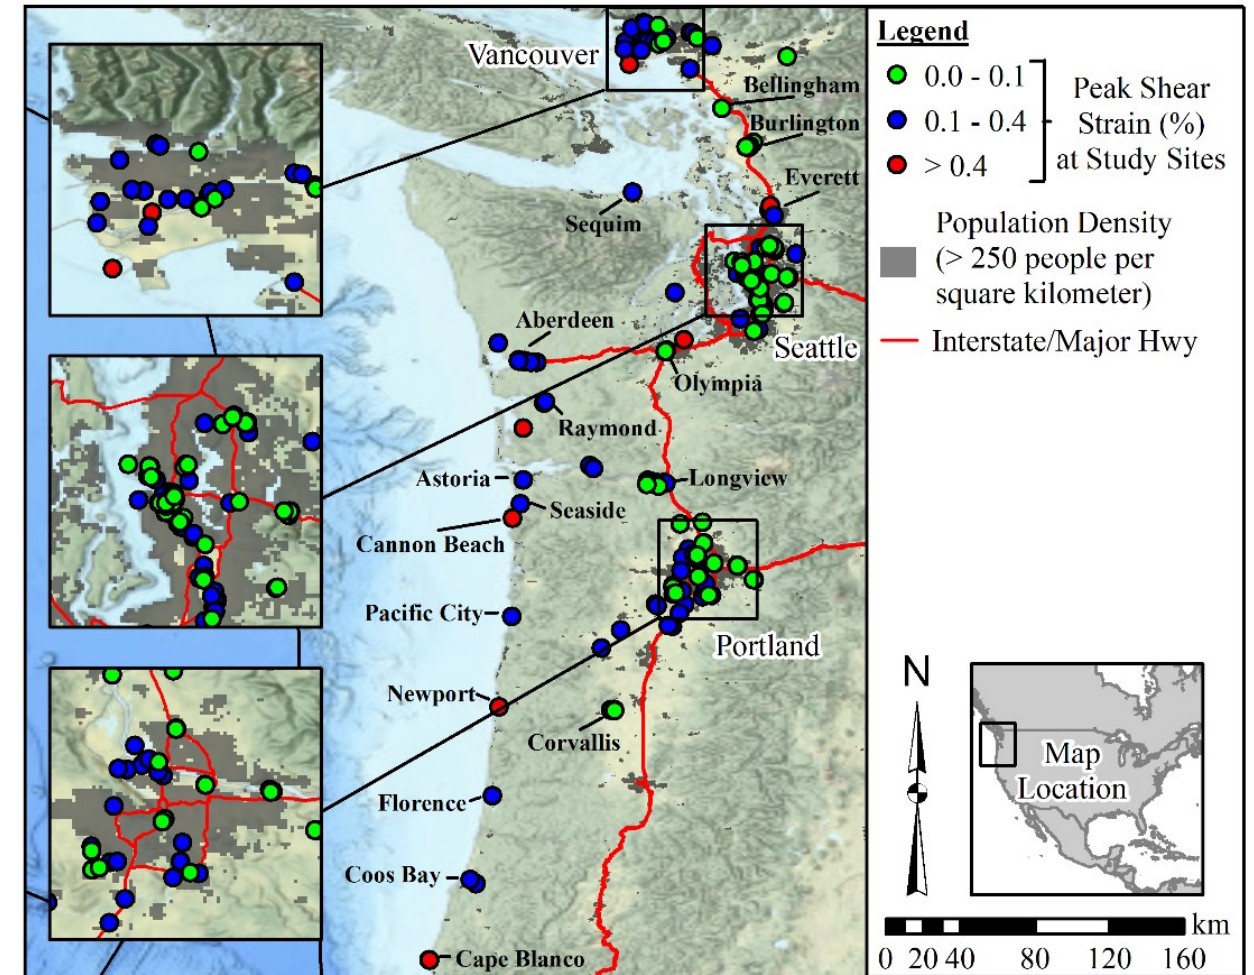 Vancouver
Bellingham
Burlington
Everett
Sequim
Aberdeen
Seattle
Olympia
Raymond
Astoria
Longview
Seaside
Cannon Beach
Pacific City
Portland
Newport
Corvallis
Florence
Coos Bay
Cape Blanco
Legend
0.0 - 0.1
0.1 - 0.4
> 0.4
Peak Shear
Strain (%)
at Study Sites
Population Density
(> 250 people per
square kilometer)
Interstate/Major Hwy
N
Map
Location
km
0 20 40 80 120 160